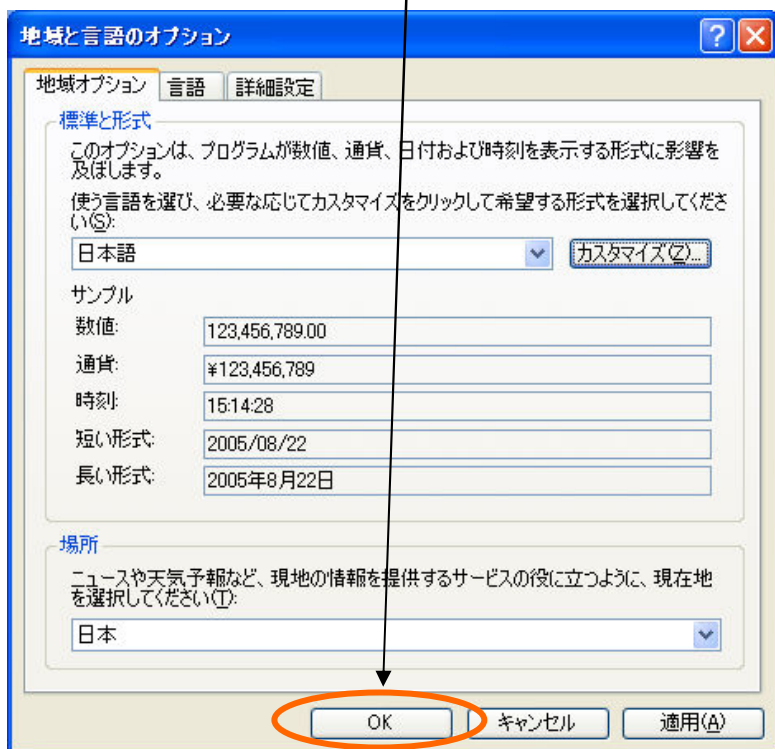 地域と言語のオプション
地域オプション 言語 詳細設定
標準と形式
このオプションは、プログラムが数値、通貨、日付および時刻を表示する形式に影響を
及ぼします。
使う言語を選び、必要な応じてカスタマイズをクリックして希望する形式を選択してくださ
い(S):
日本語 カスタマイズ(Z)...
サンプル
数値: 123,456,789.00
通貨: ¥123,456,789
時刻: 15:14:28
短い形式: 2005/08/22
長い形式: 2005年8月22日
場所
ニュースや天気予報など、現地の情報を提供するサービスの役に立つように、現在地
を選択してください(T):
日本
OK キャンセル 適用(A)